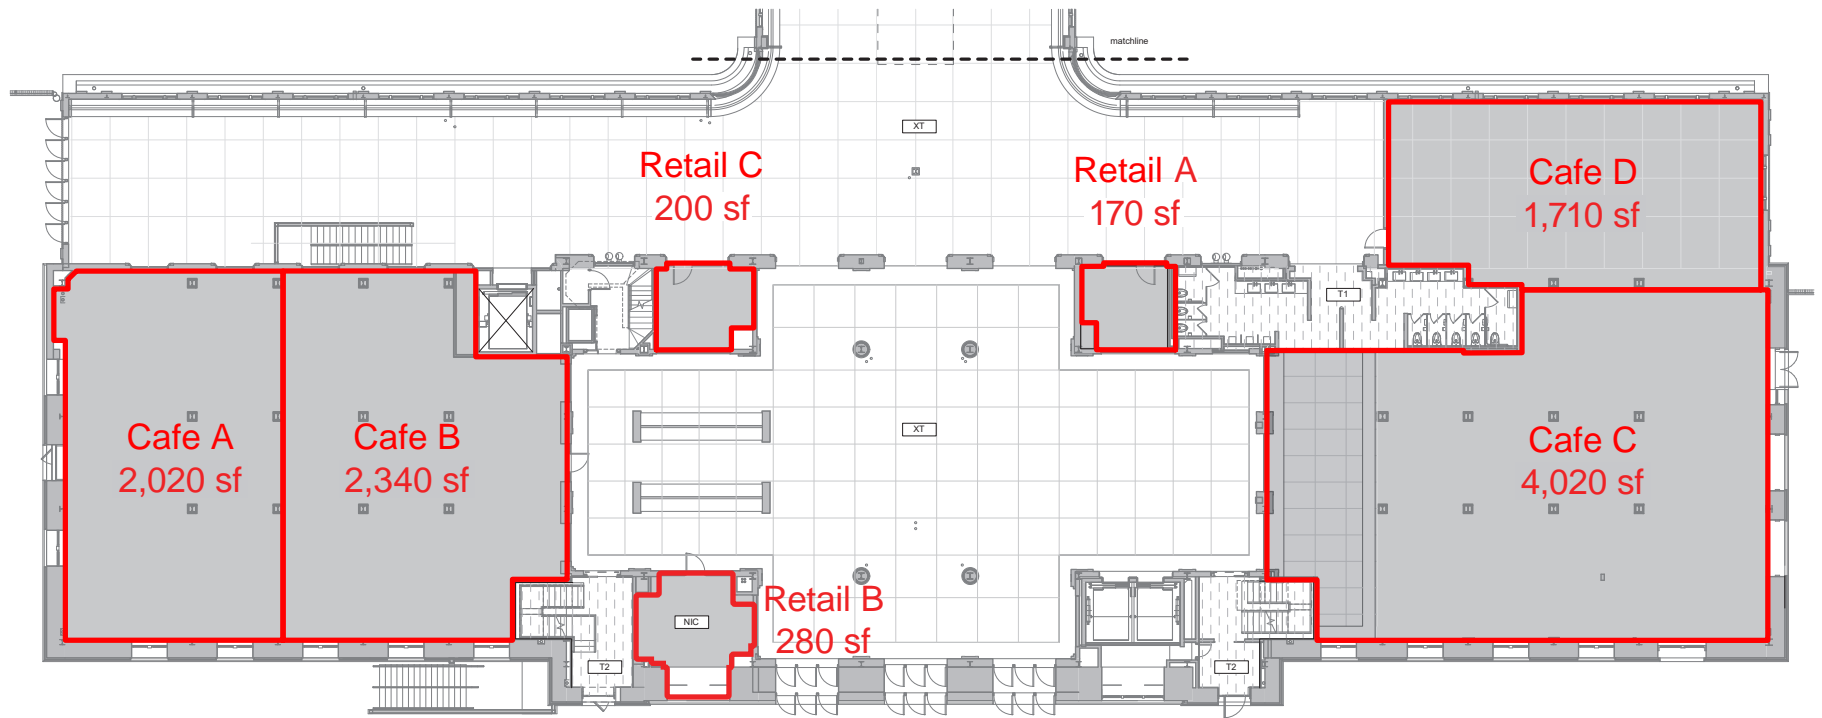 matchline
XT
Retail C
200 sf
Retail A
170 sf
Cafe D
1,710 sf
T1
Cafe A
2,020 sf
Cafe B
2,340 sf
XT
Cafe C
4,020 sf
Retail B
280 sf
NIC
T2
T2